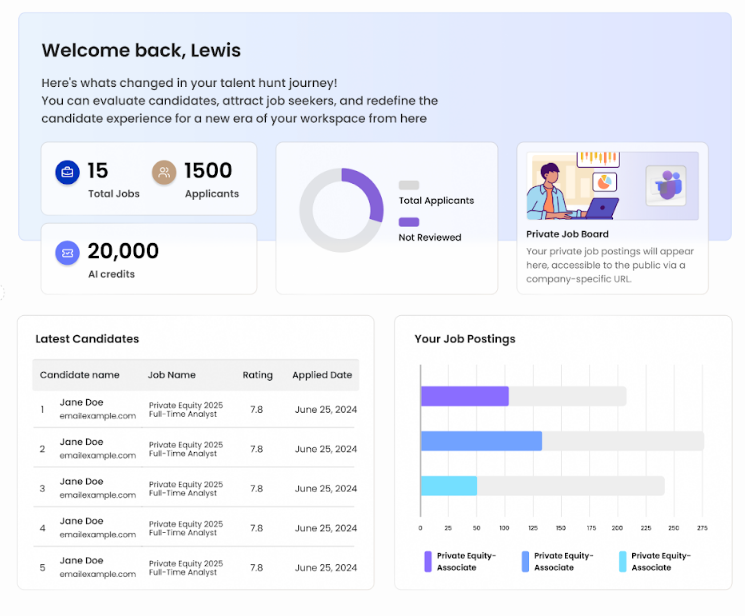 Welcome back, Lewis
Here's whats changed in your talent hunt journey!
You can evaluate candidates, attract job seekers, and redefine the
candidate experience for a new era of your workspace from here
15
Total Jobs
1500
Applicants
20,000
AI credits
Total Applicants
Not Reviewed
Private Job Board
Your private job postings will appear
here, accessible to the public via a
company-specific URL.
Latest Candidates
Candidate name Job Name Rating Applied Date
1 Jane Doe
emailexample.com
Private Equity 2025
Full-Time Analyst
7.8 June 25, 2024
2 Jane Doe
emailexample.com
Private Equity 2025
Full-Time Analyst
7.8 June 25, 2024
3 Jane Doe
emailexample.com
Private Equity 2025
Full-Time Analyst
7.8 June 25, 2024
4 Jane Doe
emailexample.com
Private Equity 2025
Full-Time Analyst
7.8 June 25, 2024
5 Jane Doe
emailexample.com
Private Equity 2025
Full-Time Analyst
7.8 June 25, 2024
Your Job Postings
0 25 50 100 125 150 175 200 225 250 275
Private Equity-
Associate
Private Equity-
Associate
Private Equity-
Associate